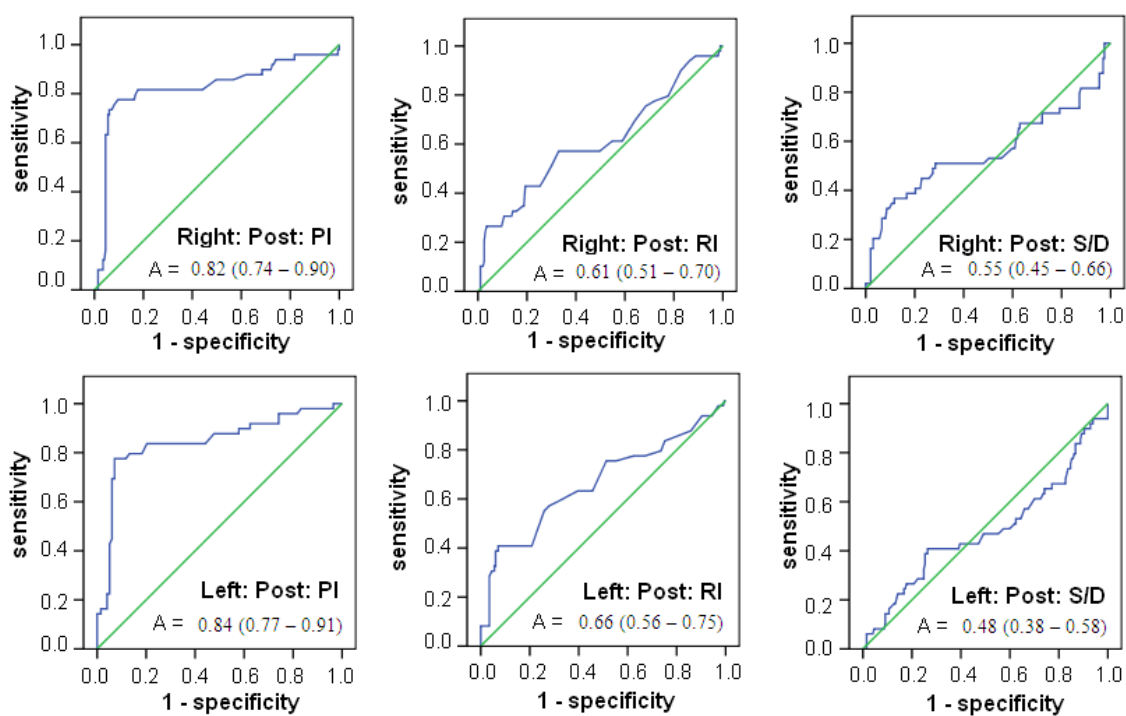 1.0
0.8
0.6
0.4
0.2
0.0
sensitivity
Right: Post: PI
A = 0.82 (0.74 – 0.90)
0.0 0.2 0.4 0.6 0.8 1.0
1 - specificity
1.0
0.8
0.6
0.4
0.2
0.0
sensitivity
Right: Post: RI
A = 0.61 (0.51 – 0.70)
0.0 0.2 0.4 0.6 0.8 1.0
1 - specificity
1.0
0.8
0.6
0.4
0.2
0.0
sensitivity
Right: Post: S/D
A = 0.55 (0.45 – 0.66)
0.0 0.2 0.4 0.6 0.8 1.0
1 - specificity
1.0
0.8
0.6
0.4
0.2
0.0
sensitivity
Left: Post: PI
A = 0.84 (0.77 – 0.91)
0.0 0.2 0.4 0.6 0.8 1.0
1 - specificity
1.0
0.8
0.6
0.4
0.2
0.0
sensitivity
Left: Post: RI
A = 0.66 (0.56 – 0.75)
0.0 0.2 0.4 0.6 0.8 1.0
1 - specificity
1.0
0.8
0.6
0.4
0.2
0.0
sensitivity
Left: Post: S/D
A = 0.48 (0.38 – 0.58)
0.0 0.2 0.4 0.6 0.8 1.0
1 - specificity